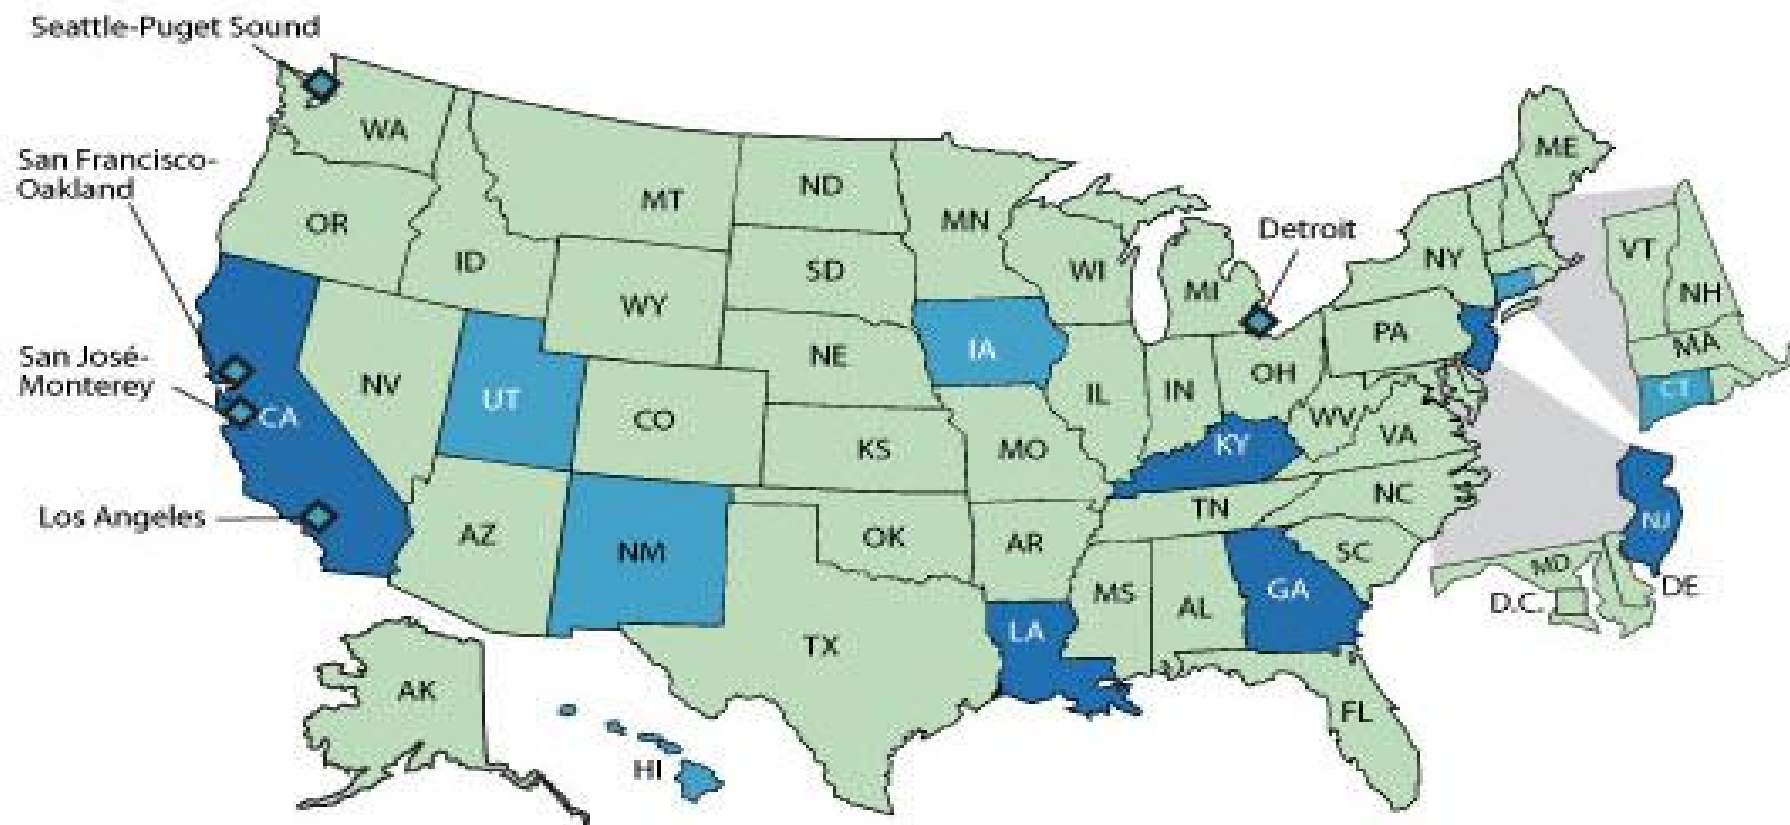 Seattle-Puget Sound
San Francisco-
Oakland
San José-
Monterey
Los Angeles
Detroit
WA
OR
ID
MT
ND
MN
SD
WY
WI
MI
NY
ME
VT
NH
MA
CT
NV
UT
CA
CO
NE
IA
IL
IN
OH
PA
WV
VA
KY
KS
MO
AZ
NM
OK
AR
TN
NC
SC
NJ
MD
DE
D.C.
TX
LA
MS
AL
GA
FL
AK
HI